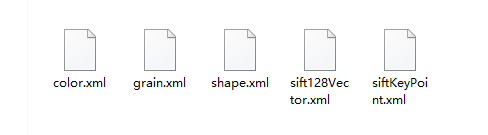 color.xml
grain.xml
shape.xml
sift128Vec
tor.xml
siftKeyPoi
nt.xml